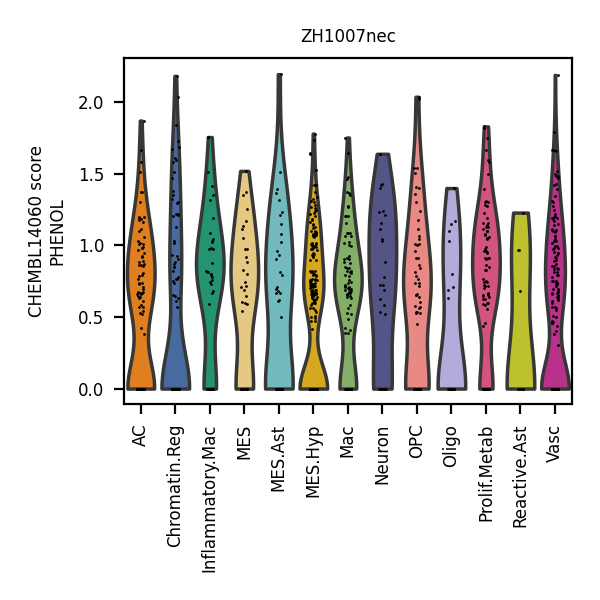 ZH1007nec
CHEMBL14060 score
PHENOL
2.0
1.5
1.0
0.5
0.0
AC
Chromatin.Reg
Inflammatory.Mac
MES
MES.Ast
MES.Hyp
Mac
Neuron
OPC
Oligo
Prolif.Metab
Reactive.Ast
Vasc